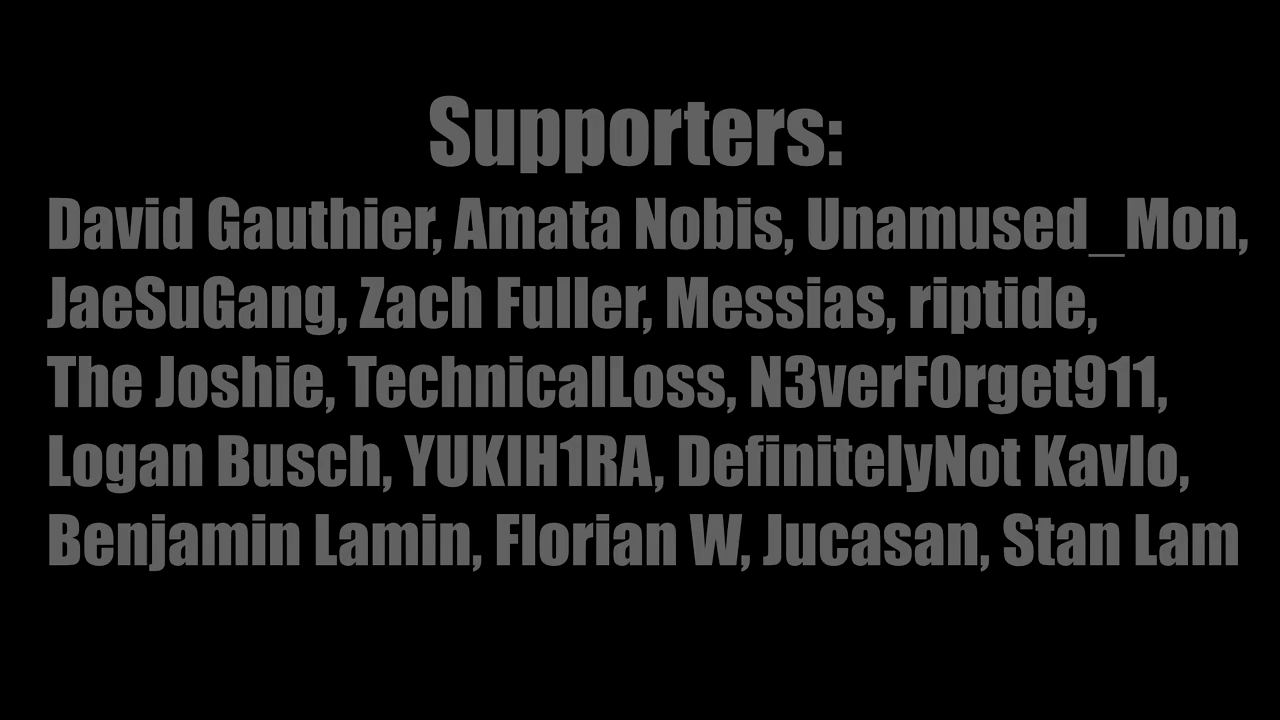 Supporters:
David Gauthier, Amata Nobis, Unamused_Mon,
JaeSuGang, Zach Fuller, Messias, riptide,
The Joshie, TechnicalLoss, N3verF0rget911,
Logan Busch, YUKIH1RA, DefinitelyNot Kavlo,
Benjamin Lamin, Florian W, Jucasan, Stan Lam